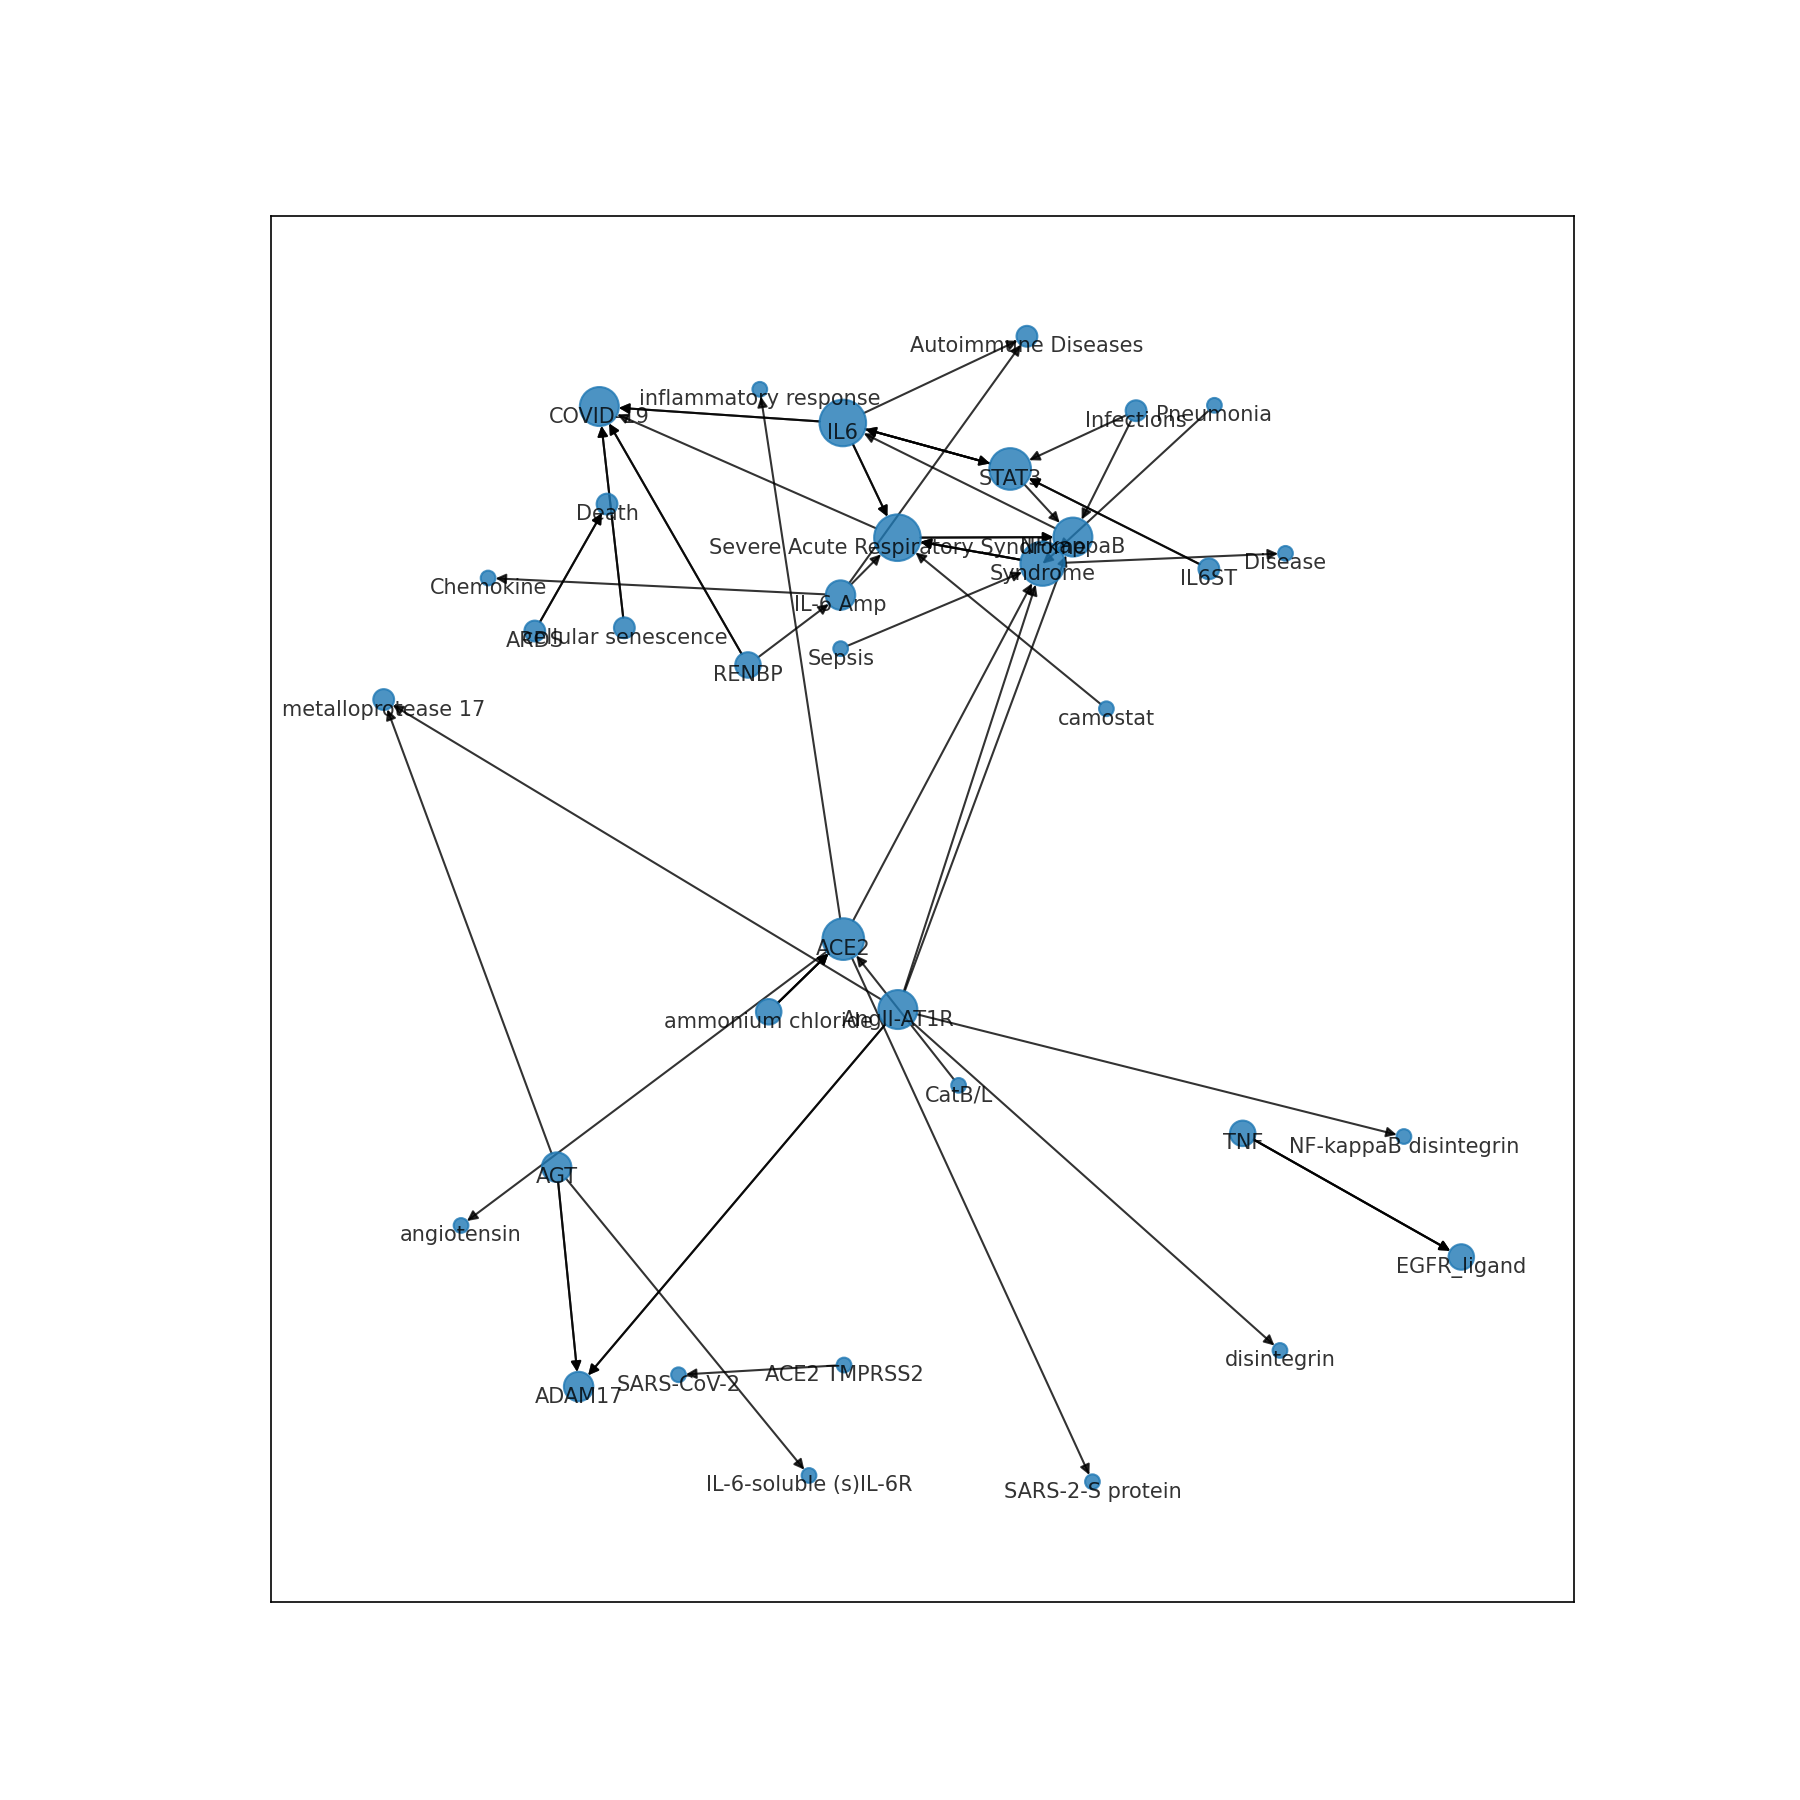 Autoimmune Diseases
inflammatory response
COVID-19
Infections
Pneumonia
IL6
STAT3
Death
Severe Acute Respiratory Syndrome
NF-kappaB
Disease
Syndrome
IL6ST
Chemokine
IL-6 Amp
ARDS
cellular senescence
Sepsis
RENBP
metalloprotease 17
camostat
ACE2
ammonium chloride
AngII-AT1R
CatB/L
TNF
NF-kappaB disintegrin
AGT
angiotensin
EGFR_ligand
disintegrin
ACE2 TMPRSS2
SARS-CoV-2
ADAM17
IL-6-soluble (s)IL-6R
SARS-2-S protein